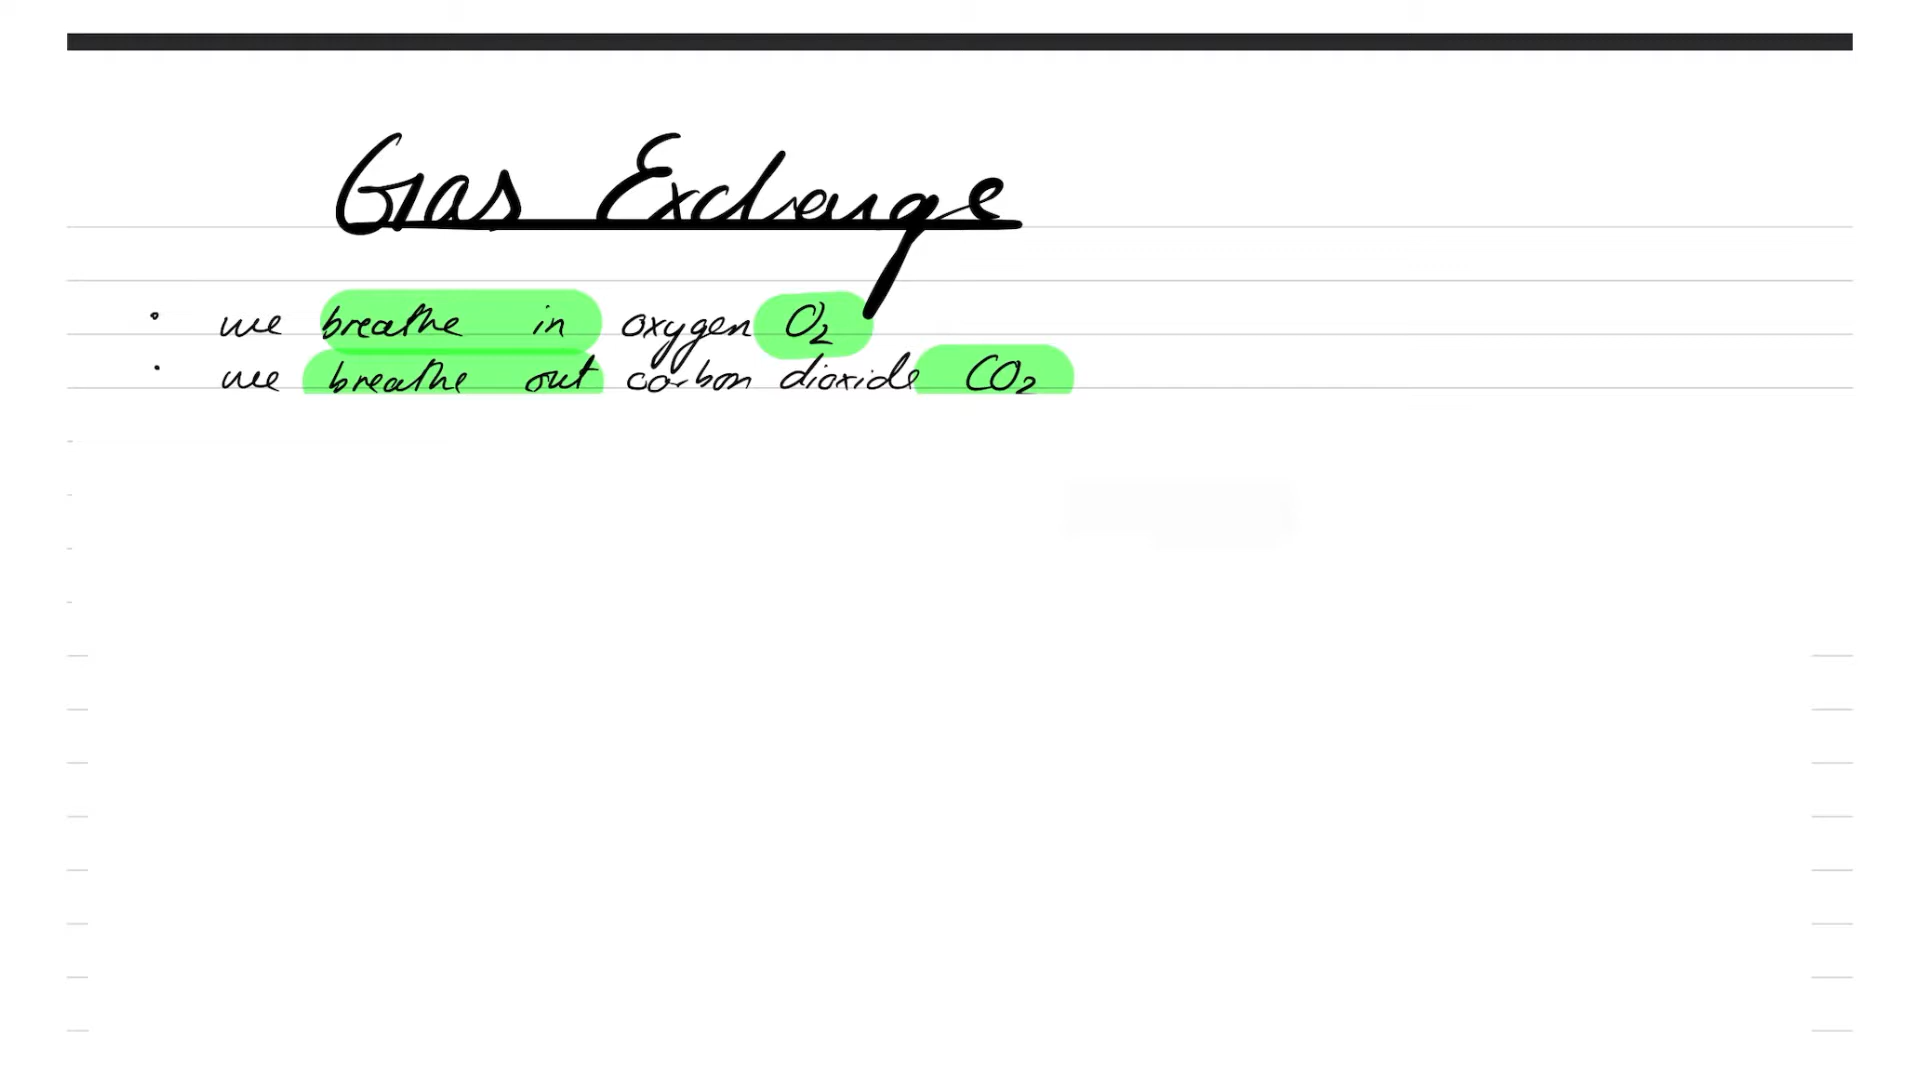 Gas Exchange
• we breathe in oxygen O₂
• we breathe out carbon dioxide CO₂